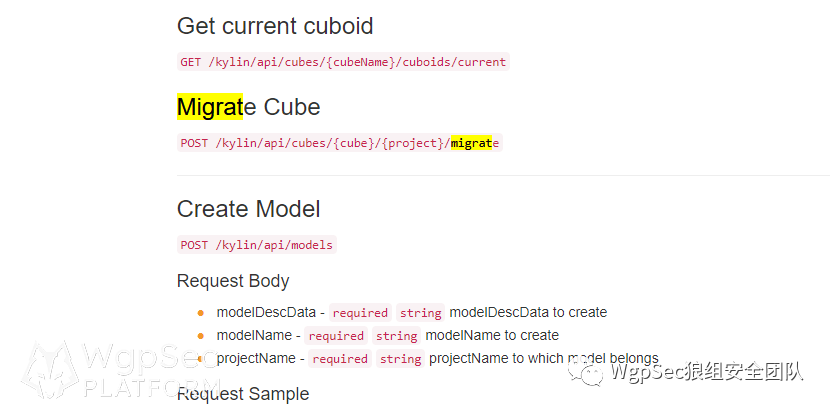 Get current cuboid
GET /kylin/api/cubes/{cubeName}/cuboids/current
Migrate Cube
POST /kylin/api/cubes/{cube}/{project}/migrate
Create Model
POST /kylin/api/models
Request Body
modelDescData - required string modelDescData to create
modelName - required string modelName to create
projectName - required string projectName to which model belongs
WgpSec
PLATFORM
WgpSec狼组安全团队
Request Sample